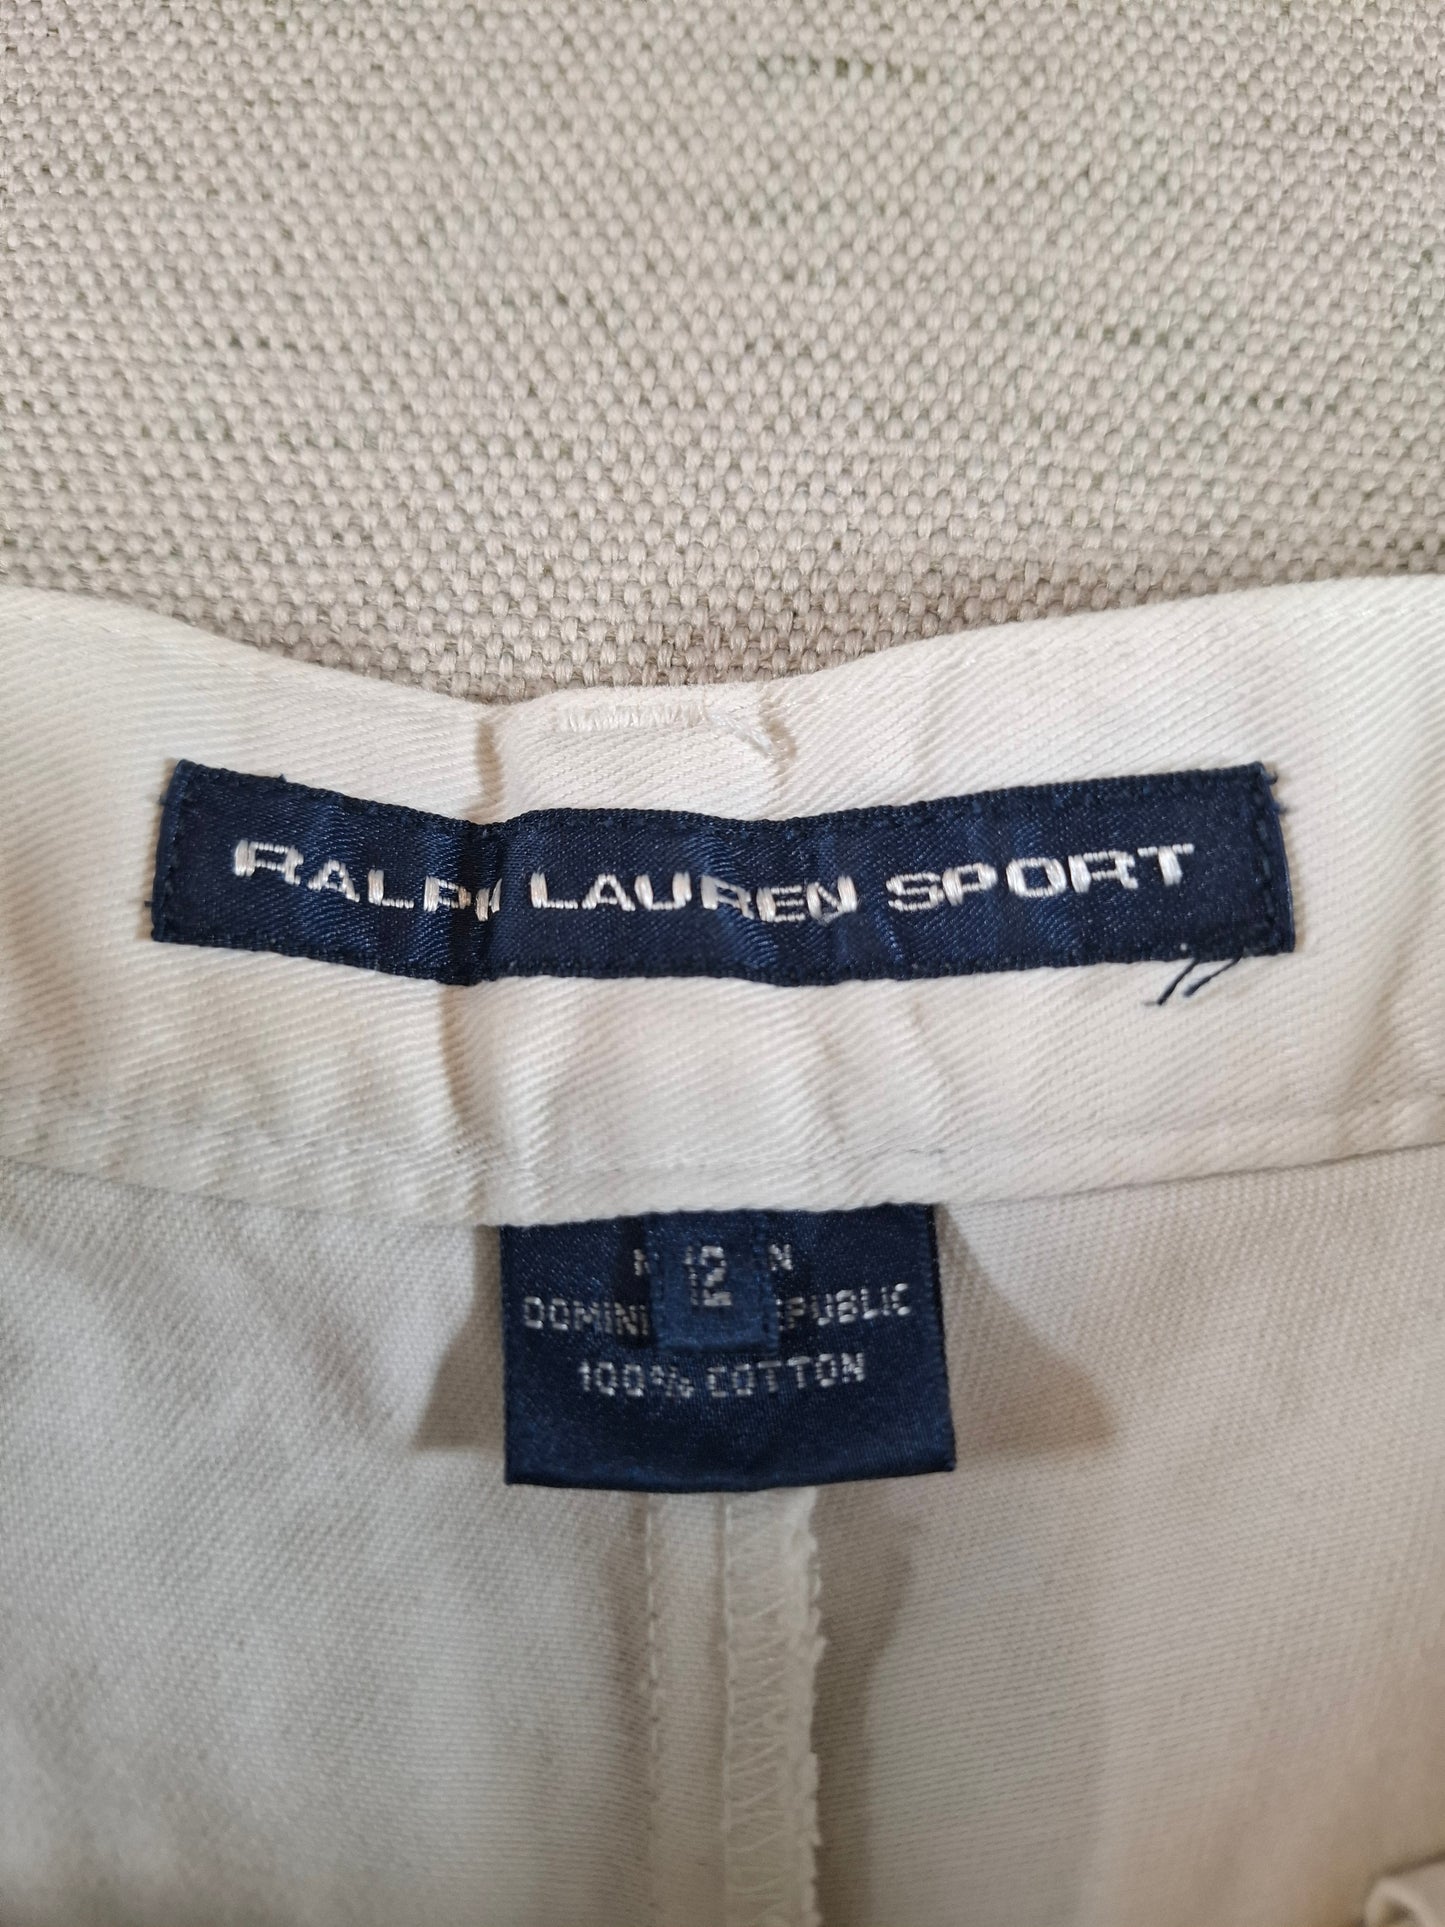 RALPH LAUREN SPORT
12
100% COTTON